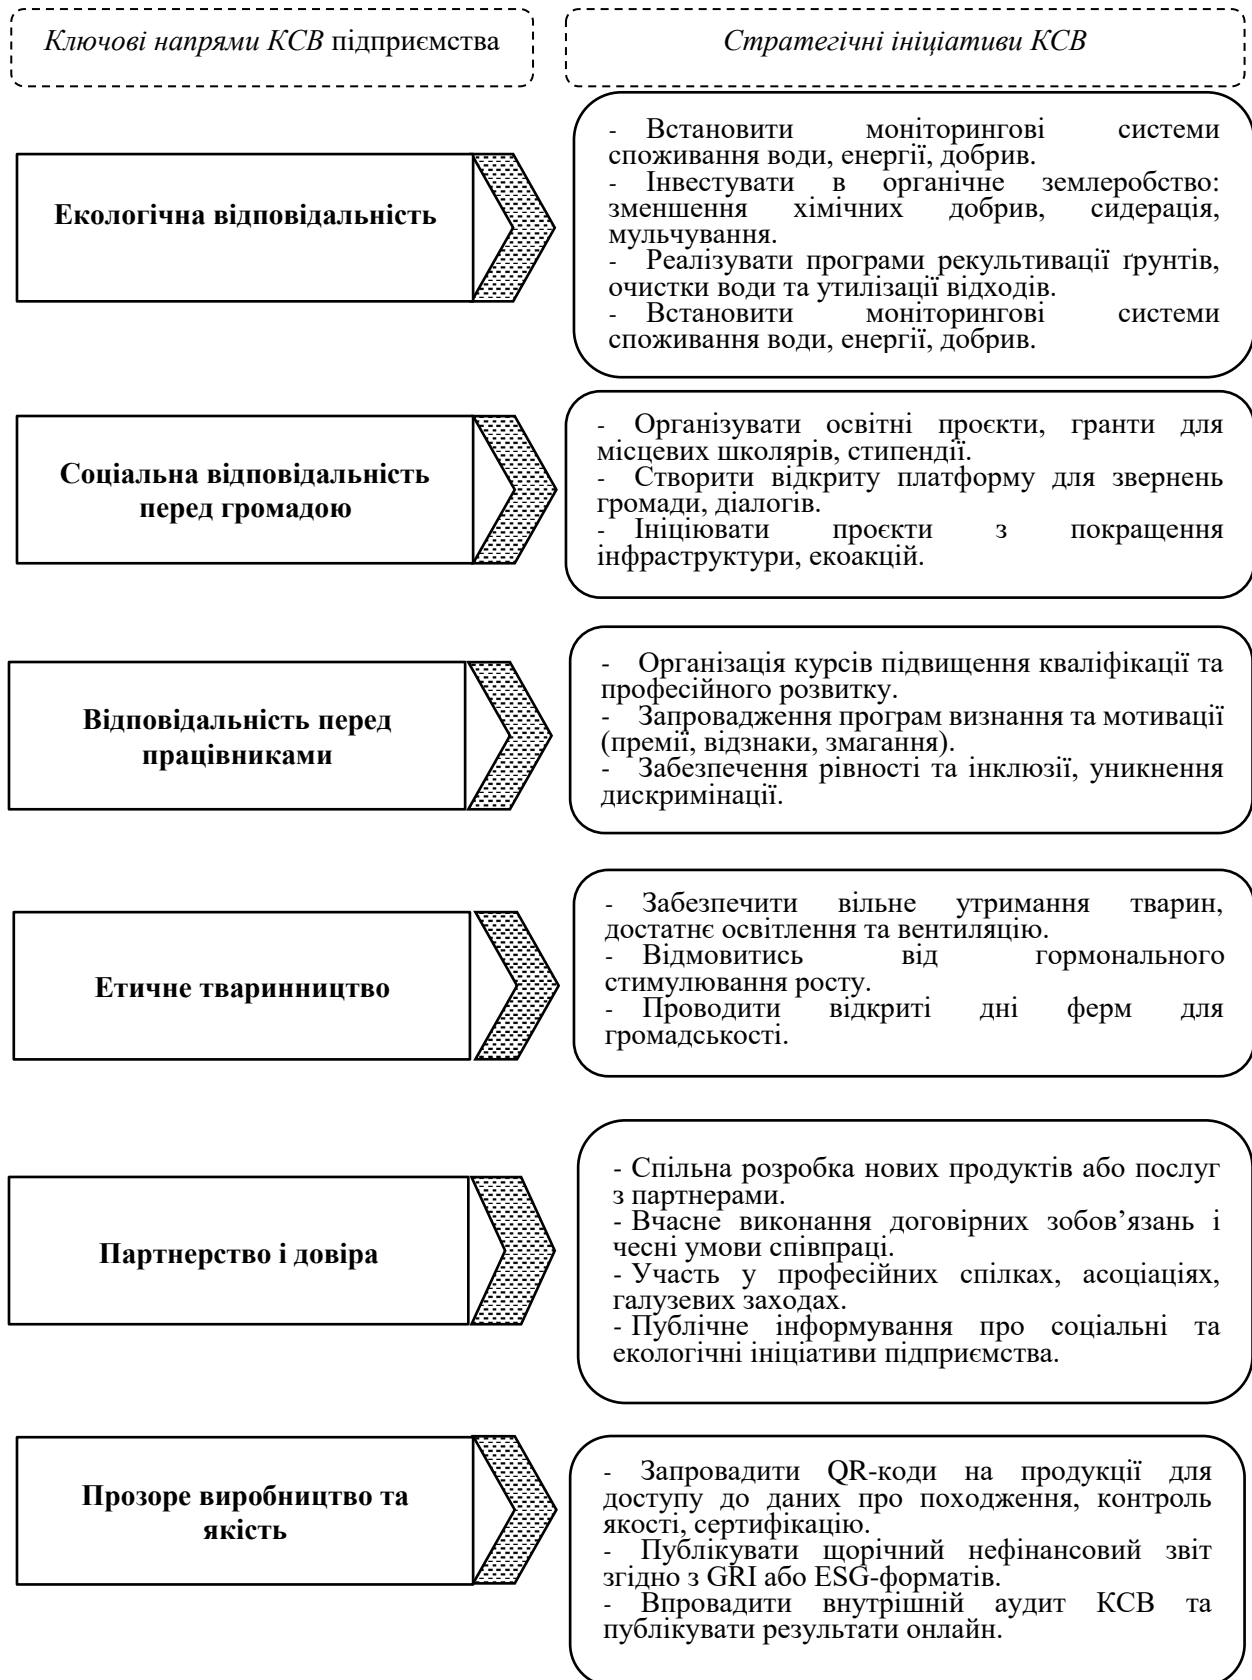 Ключові напрями КСВ підприємства
Стратегічні ініціативи КСВ
Екологічна відповідальність
- Встановити моніторингові системи
споживання води, енергії, добрив.
- Інвестувати в органічне землеробство:
зменшення хімічних добрив, сидерація,
мульчування.
- Реалізувати програми рекультивації ґрунтів,
очистки води та утилізації відходів.
- Встановити моніторингові системи
споживання води, енергії, добрив.
Соціальна відповідальність
перед громадою
- Організувати освітні проєкти, гранти для
місцевих школярів, стипендії.
- Створити відкриту платформу для звернень
громади, діалогів.
- Ініціювати проєкти з покращення
інфраструктури, екоакцій.
Відповідальність перед
працівниками
- Організація курсів підвищення кваліфікації та
професійного розвитку.
- Запровадження програм визнання та мотивації
(премії, відзнаки, змагання).
- Забезпечення рівності та інклюзії, уникнення
дискримінації.
Етичне тваринництво
- Забезпечити вільне утримання тварин,
достатнє освітлення та вентиляцію.
- Відмовитись від гормонального
стимулювання росту.
- Проводити відкриті дні ферм для
громадськості.
Партнерство і довіра
- Спільна розробка нових продуктів або послуг
з партнерами.
- Вчасне виконання договірних зобов’язань і
чесні умови співпраці.
- Участь у професійних спілках, асоціаціях,
галузевих заходах.
- Публічне інформування про соціальні та
екологічні ініціативи підприємства.
Прозоре виробництво та
якість
- Запровадити QR-коди на продукції для
доступу до даних про походження, контроль
якості, сертифікацію.
- Публікувати щорічний нефінансовий звіт
згідно з GRI або ESG-форматів.
- Впровадити внутрішній аудит КСВ та
публікувати результати онлайн.